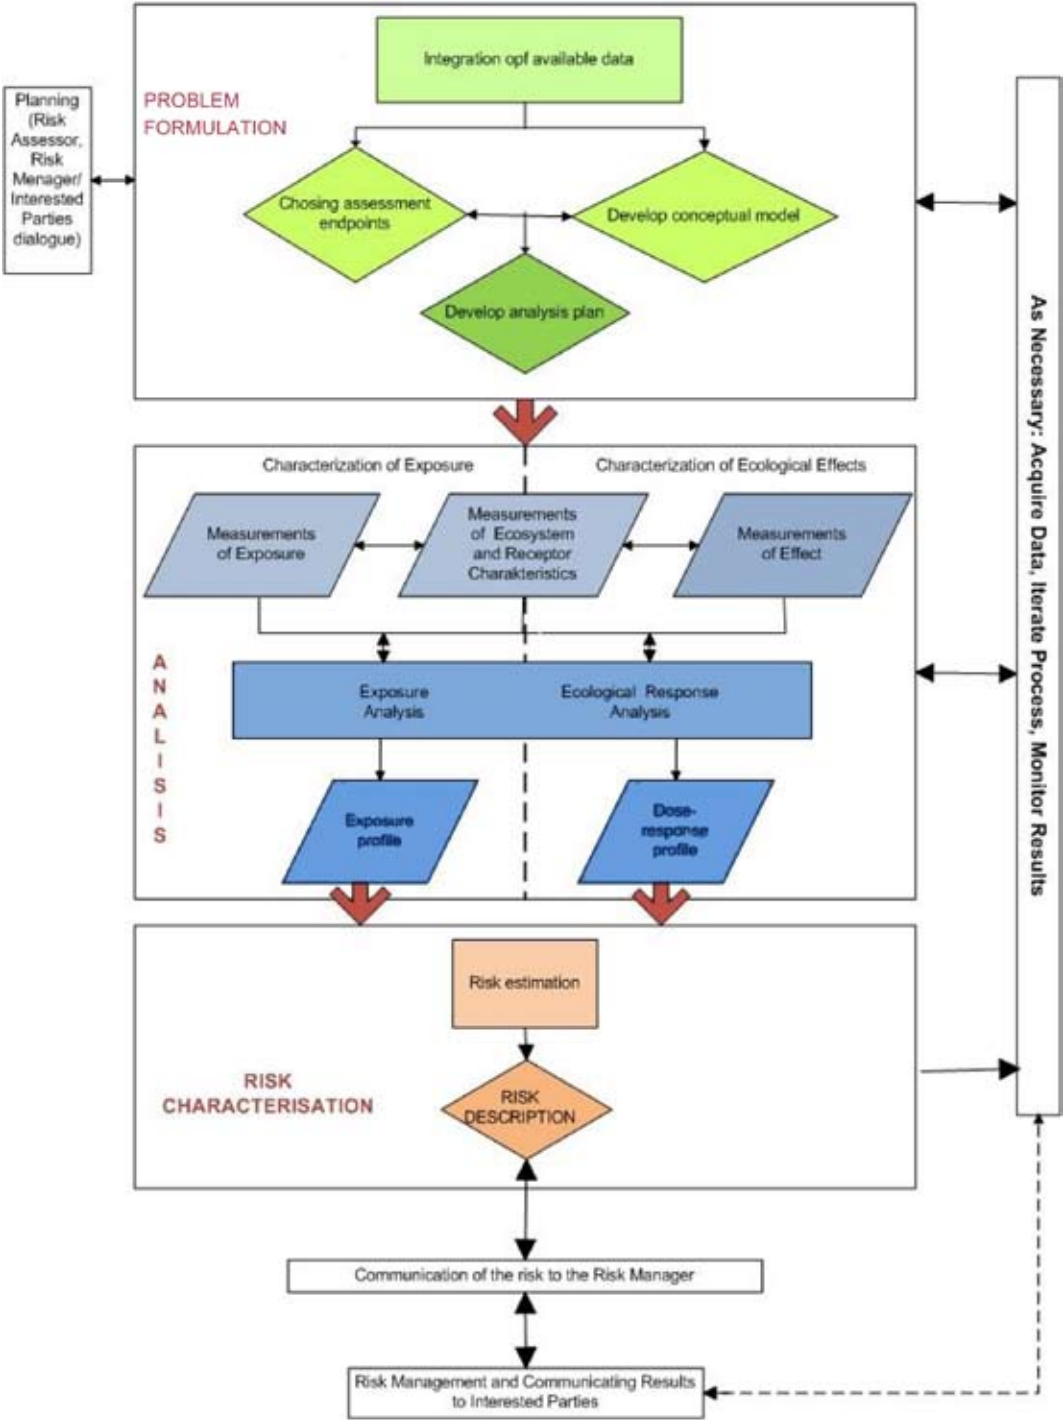 Integration opf available data
PROBLEM
FORMULATION
Planning
(Risk
Assessor,
Risk
Menager/
Interested
Parties
dialogue)
Chosing assessment
endpoints
Develop conceptual model
Develop analysis plan
As Necessary: Acquire Data, Iterate Process, Monitor Results
Characterization of Exposure
Characterization of Ecological Effects
Measurements
of Exposure
Measurements
of Ecosystem
and Receptor
Charakteristics
Measurements
of Effect
ANALISIS
Exposure
Analysis
Ecological Response
Analysis
Exposure
profile
Dose-
response
profile
Risk estimation
RISK
CHARACTERISATION
RISK
DESCRIPTION
Communication of the risk to the Risk Manager
Risk Management and Communicating Results
to Interested Parties